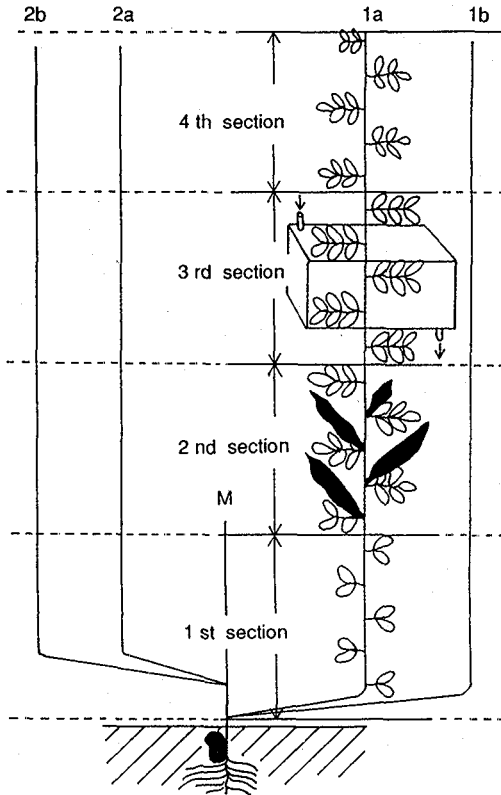 2b 2a 1a 1b
4 th section
3 rd section
2 nd section
M
1 st section